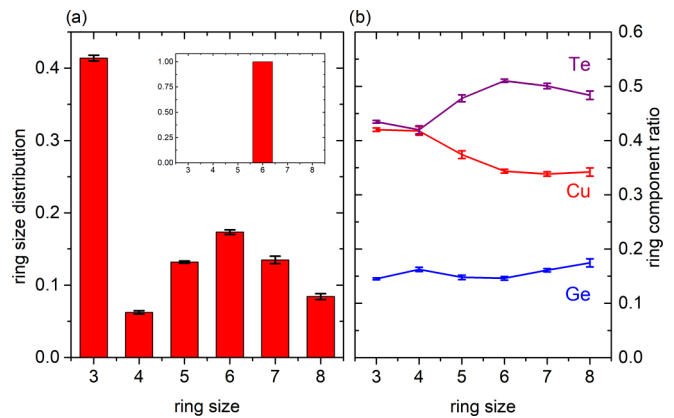 (a)
(b)
0.4
0.3
0.2
0.1
0.0
ring size distribution
3 4 5 6 7 8
ring size
1.00
0.75
0.50
0.25
0.00
3 4 5 6 7 8
Te
Cu
Ge
3 4 5 6 7 8
ring size
0.6
0.5
0.4
0.3
0.2
0.1
0.0
ring component ratio